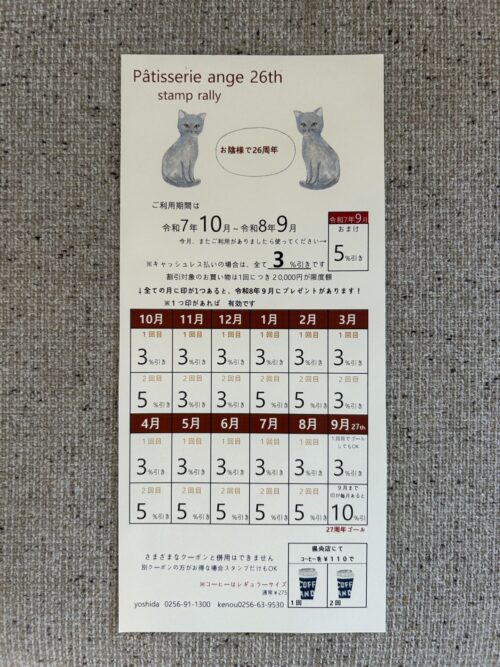 Pâtisserie ange 26th
stamp rally
お陰様で26周年
ご利用期間は
令和7年10月~令和8年9月
今月、またご利用がありましたら使ってください→
令和7年9月
おまけ
5%引き
※キャッシュレス払いの場合は、全て 3 %引きです
割引対象のお買い物は1回につき20,000円が限度額
↓全ての月に印が1つあると、令和8年9月にプレゼントがあります！
※1つ印があれば 有効です
10月 11月 12月 1月 2月 3月
1回目 1回目 1回目 1回目 1回目 1回目
3%引き 3%引き 3%引き 3%引き 3%引き 3%引き
2回目 2回目 2回目 2回目 2回目 2回目
5%引き 3%引き 3%引き 5%引き 5%引き 3%引き
4月 5月 6月 7月 8月 9月27th
1回目 1回目 1回目 1回目 1回目 1回目でゴールしてもOK
3%引き 3%引き 3%引き 3%引き 3%引き 3%引き
2回目 2回目 2回目 2回目 2回目 9月まで印が毎月あると
5%引き 5%引き 5%引き 5%引き 5%引き 10%引
27周年ゴール
さまざまなクーポンと併用はできません
別クーポンの方がお得な場合スタンプだけもOK
※コーヒーはレギュラーサイズ
通常¥275
yoshida 0256-91-1300 kenou0256-63-9530
県央店にて
コーヒーを¥110で
COFF AND COFF AND
1回 2回